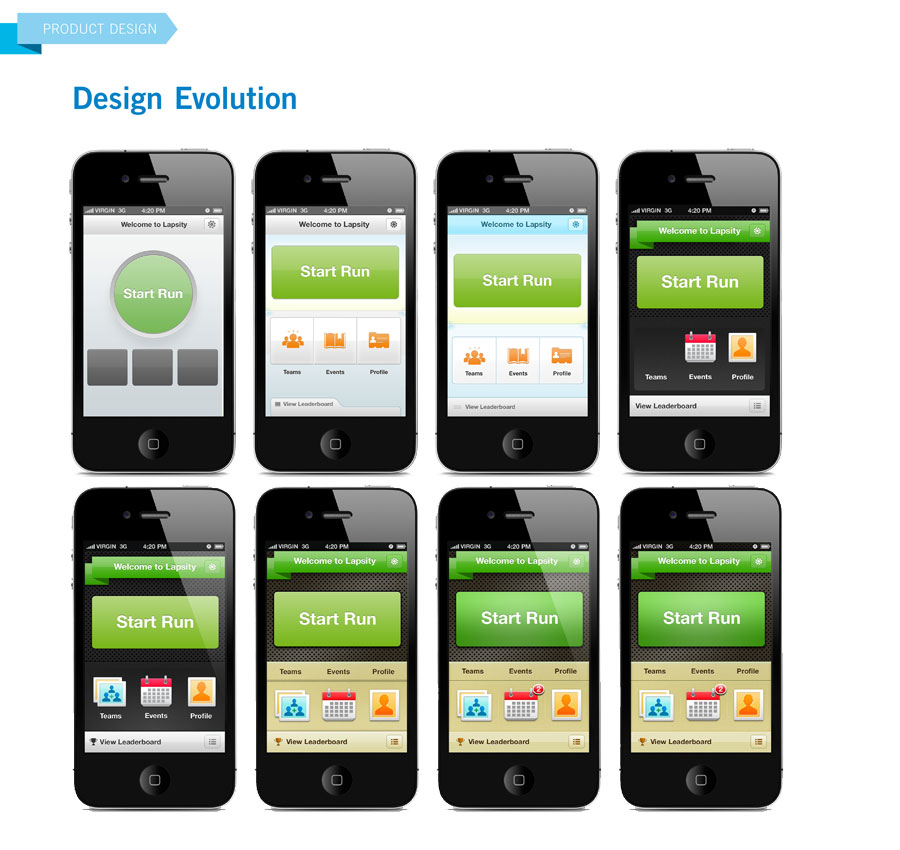 PRODUCT DESIGN
Design Evolution
VIRGIN 3G 4:20 PM
Welcome to Lapsity
Start Run
VIRGIN 3G 4:20 PM
Welcome to Lapsity
Start Run
Teams Events Profile
View Leaderboard
VIRGIN 3G 4:20 PM
Welcome to Lapsity
Start Run
Teams Events Profile
View Leaderboard
VIRGIN 3G 4:20 PM
Welcome to Lapsity
Start Run
Teams Events Profile
View Leaderboard
VIRGIN 3G 4:20 PM
Welcome to Lapsity
Start Run
Teams Events Profile
View Leaderboard
VIRGIN 3G 4:20 PM
Welcome to Lapsity
Start Run
Teams Events Profile
View Leaderboard
VIRGIN 3G 4:20 PM
Welcome to Lapsity
Start Run
Teams Events Profile
2
View Leaderboard
VIRGIN 3G 4:20 PM
Welcome to Lapsity
Start Run
Teams Events Profile
2
View Leaderboard